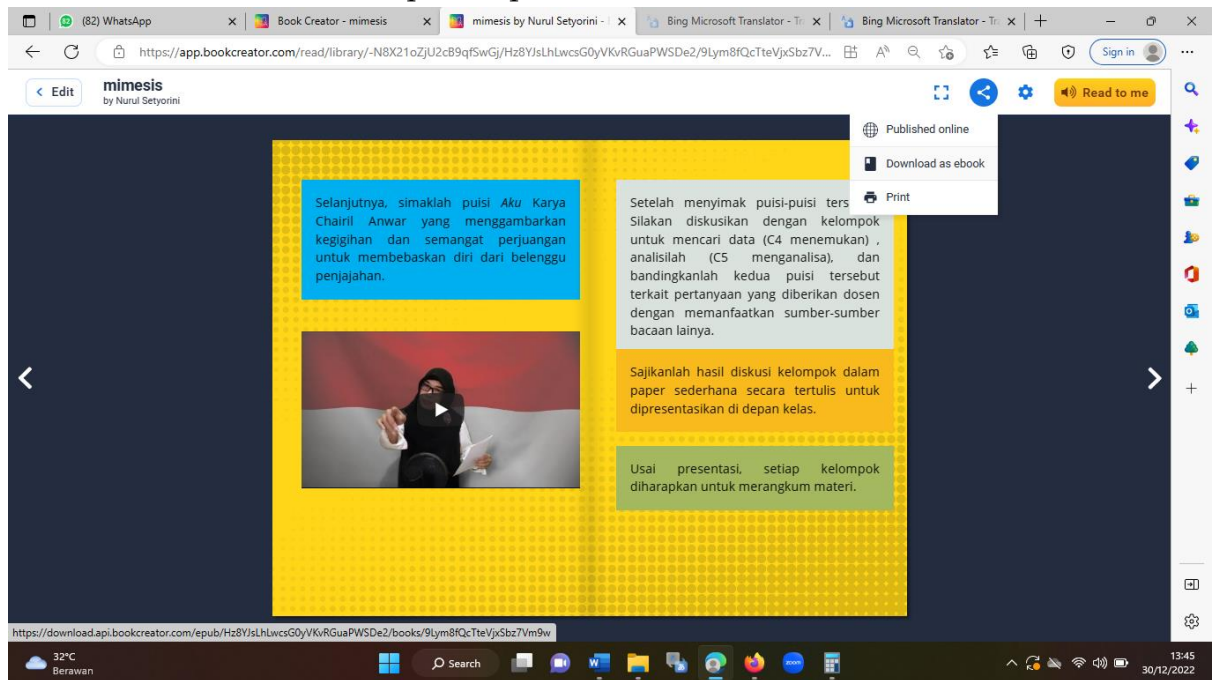 (82) WhatsApp
Book Creator - mimesis
mimesis by Nurul Setyorini -
Bing Microsoft Translator - Tr
Bing Microsoft Translator - Tr
https://app.bookcreator.com/read/library/-N8X21oZjU2cB9qfSwGj/Hz8YJsLhLwcsG0yVKvRGuaPWSDe2/9Lym8fQcTteVjxSbz7V...
Sign in
Edit
mimesis
by Nurul Setyorini
Read to me
Published online
Download as ebook
Print
Selanjutnya, simaklah puisi Aku Karya
Chairil Anwar yang menggambarkan
kegigihan dan semangat perjuangan
untuk membebaskan diri dari belenggu
penjajahan.
Setelah menyimak puisi-puisi ters
Silakan diskusikan dengan kelompok
untuk mencari data (C4 menemukan) ,
analisilah (C5 menganalisa), dan
bandingkanlah kedua puisi tersebut
terkait pertanyaan yang diberikan dosen
dengan memanfaatkan sumber-sumber
bacaan lainya.
Sajikanlah hasil diskusi kelompok dalam
paper sederhana secara tertulis untuk
dipresentasikan di depan kelas.
Usai presentasi, setiap kelompok
diharapkan untuk merangkum materi.
https://download.api.bookcreator.com/epub/Hz8YJsLhLwcsG0yVKvRGuaPWSDe2/books/9Lym8fQcTteVjxSbz7Vm9w
32°C
Berawan
Search
zoom
13:45
30/12/2022